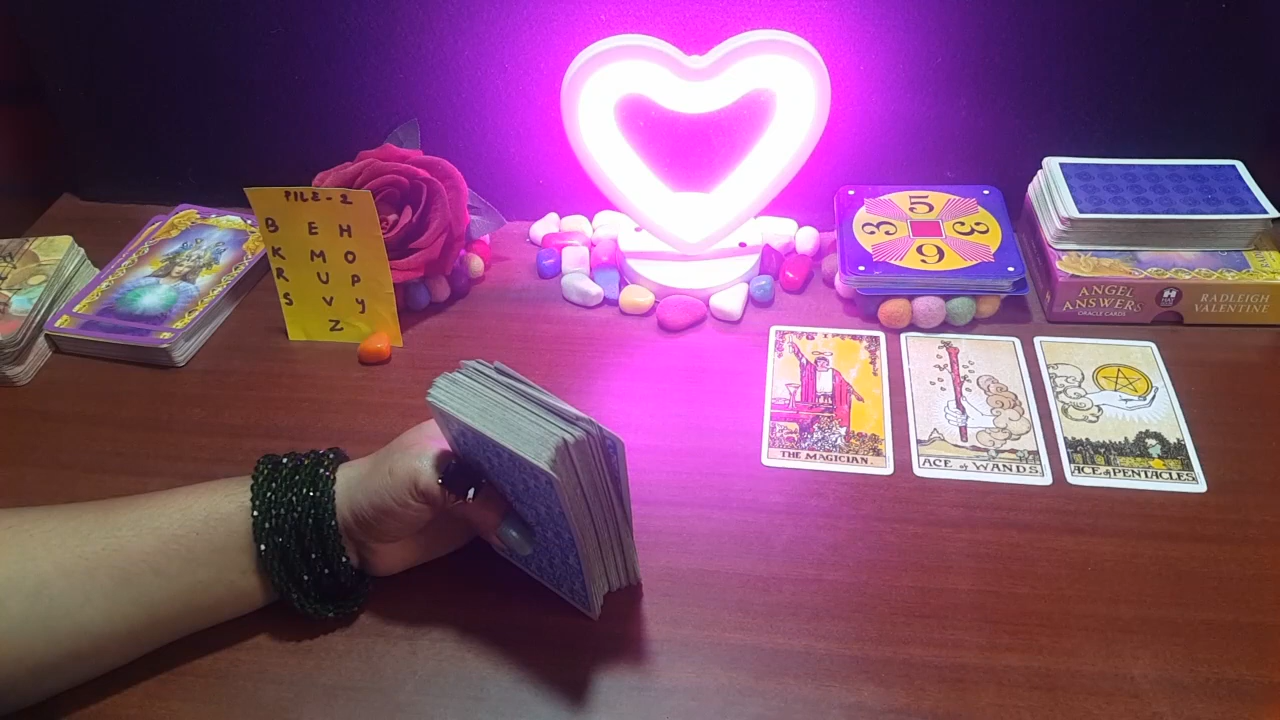 PILE-2
B E H
K M O
R U P
S V y
Z
5
3 3
6
ANGEL ANSWERS
ORACLE CARDS
RADLEIGH VALENTINE
THE MAGICIAN.
ACE of WANDS
ACE of PENTACLES